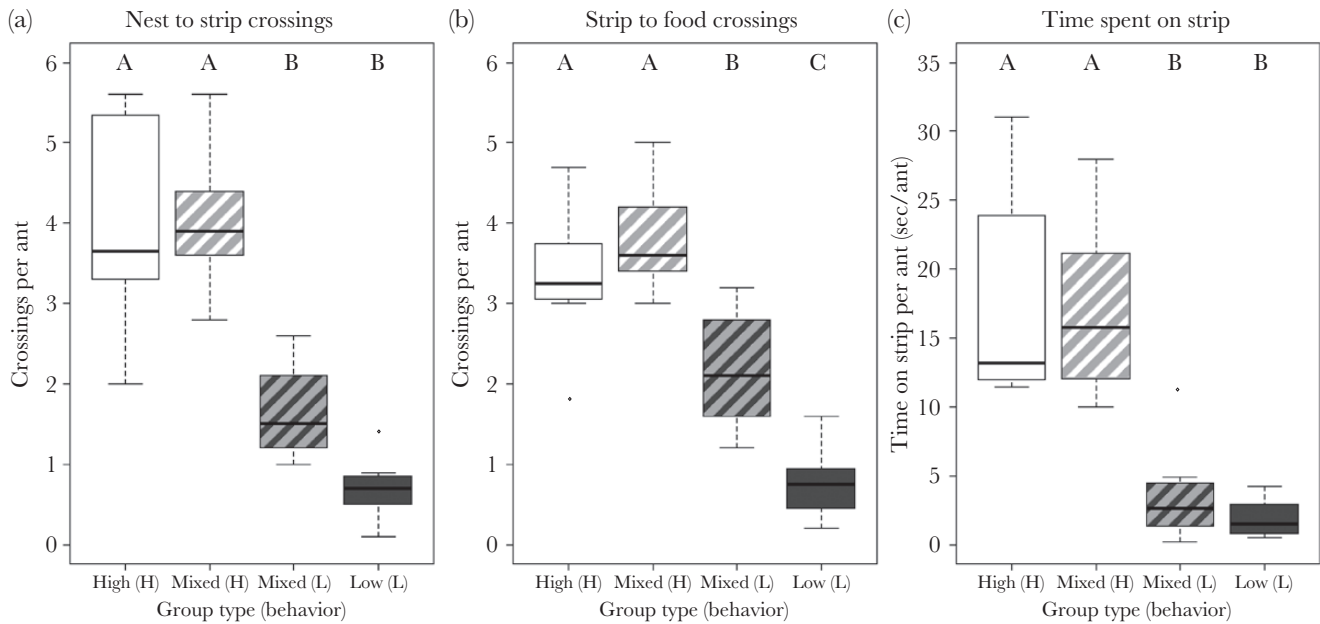 (a) Nest to strip crossings
A A B B
6
5
4
3
2
1
0
Crossings per ant
High (H) Mixed (H) Mixed (L) Low (L)
Group type (behavior)
(b) Strip to food crossings
A A B C
6
5
4
3
2
1
0
Crossings per ant
High (H) Mixed (H) Mixed (L) Low (L)
Group type (behavior)
(c) Time spent on strip
A A B B
35
30
25
20
15
10
5
0
Time on strip per ant (sec/ant)
High (H) Mixed (H) Mixed (L) Low (L)
Group type (behavior)